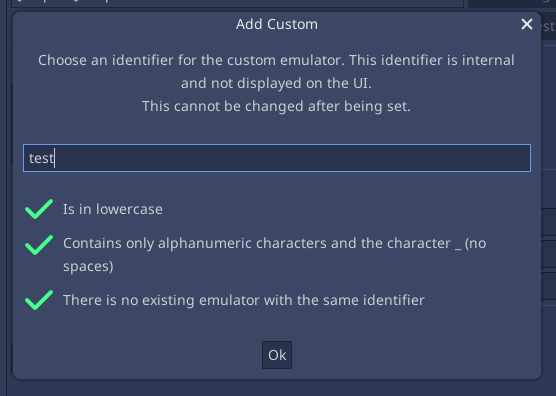 Add Custom
Choose an identifier for the custom emulator. This identifier is internal
and not displayed on the UI.
This cannot be changed after being set.
test
Is in lowercase
Contains only alphanumeric characters and the character _ (no
spaces)
There is no existing emulator with the same identifier
Ok